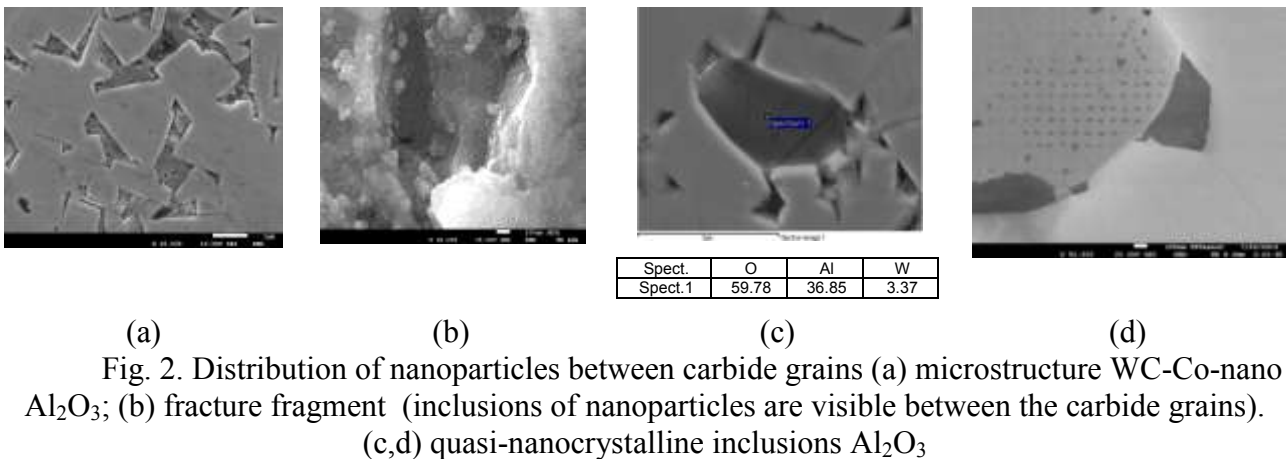 Spect. O Al W
Spect.1 59.78 36.85 3.37
(a) (b) (c) (d)
Fig. 2. Distribution of nanoparticles between carbide grains (a) microstructure WC-Co-nano
Al₂O₃; (b) fracture fragment (inclusions of nanoparticles are visible between the carbide grains).
(c,d) quasi-nanocrystalline inclusions Al₂O₃